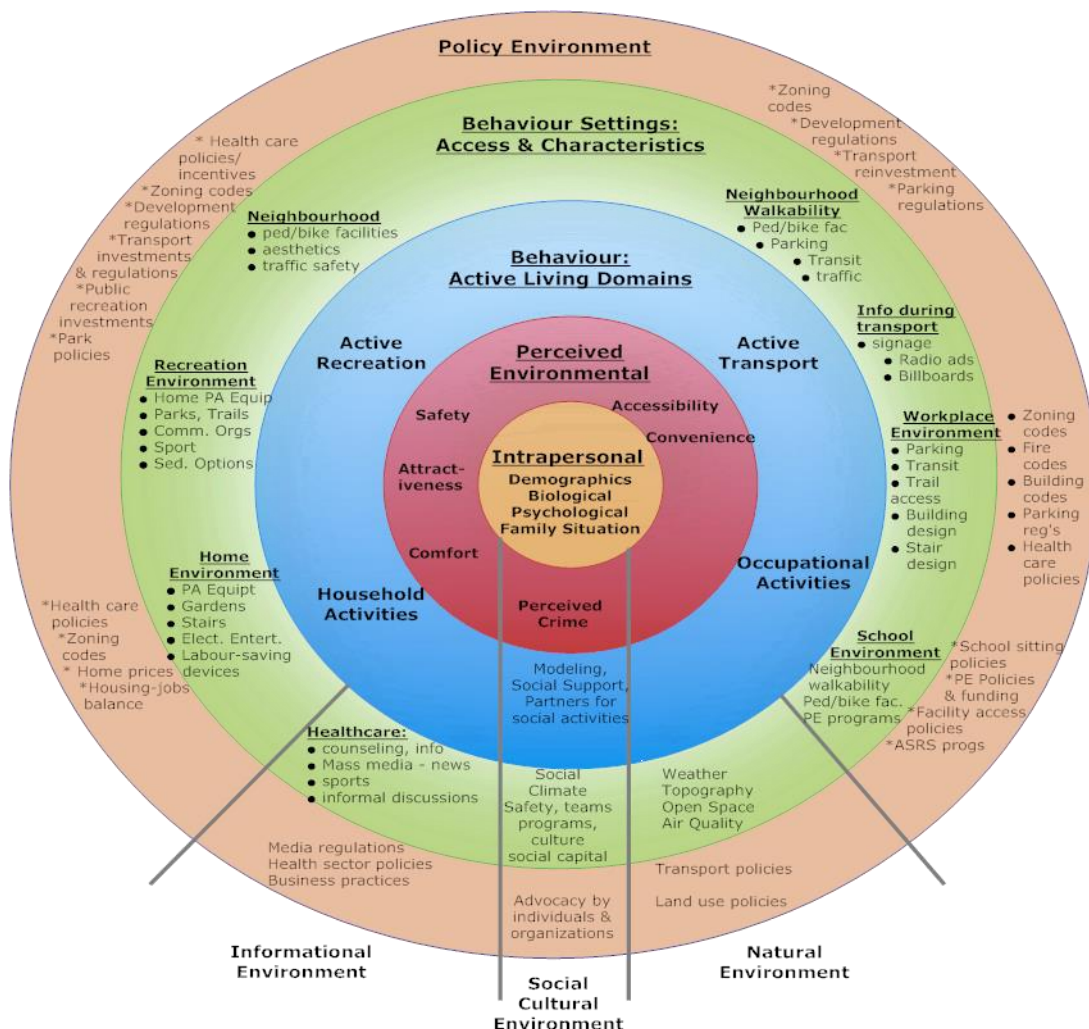 Policy Environment
Behaviour Settings:
Access & Characteristics
*Zoning
codes
*Development
regulations
*Transport
reinvestment
*Parking
regulations
* Health care
policies/
incentives
*Zoning codes
*Development
regulations
*Transport
investments
& regulations
*Public
recreation
investments
*Park
policies
Neighbourhood
● ped/bike facilities
● aesthetics
● traffic safety
Neighbourhood
Walkability
● Ped/bike fac
● Parking
● Transit
● traffic
Behaviour:
Active Living Domains
Active
Recreation
Active
Transport
Info during
transport
● signage
● Radio ads
● Billboards
Recreation
Environment
● Home PA Equip
● Parks, Trails
● Comm. Orgs
● Sport
● Sed. Options
Perceived
Environmental
Safety
Accessibility
Convenience
Attract-
iveness
Comfort
Perceived
Crime
Intrapersonal
Demographics
Biological
Psychological
Family Situation
Workplace
Environment
● Parking
● Transit
● Trail
access
● Building
design
● Stair
design
● Zoning
codes
● Fire
codes
● Building
codes
● Parking
reg's
● Health
care
policies
Home
Environment
● PA Equipt
● Gardens
● Stairs
● Elect. Entert.
● Labour-saving
devices
*Health care
policies
*Zoning
codes
* Home prices
*Housing-jobs
balance
Household
Activities
Occupational
Activities
Modeling,
Social Support,
Partners for
social activities
School
Environment
Neighbourhood
walkability
Ped/bike fac.
PE programs
*School sitting
policies
*PE Policies
& funding
*Facility access
policies
*ASRS progs
Healthcare:
● counseling, info
● Mass media - news
● sports
● informal discussions
Social
Climate
Safety, teams
programs,
culture
social capital
Weather
Topography
Open Space
Air Quality
Media regulations
Health sector policies
Business practices
Advocacy by
individuals &
organizations
Transport policies
Land use policies
Informational
Environment
Social
Cultural
Environment
Natural
Environment